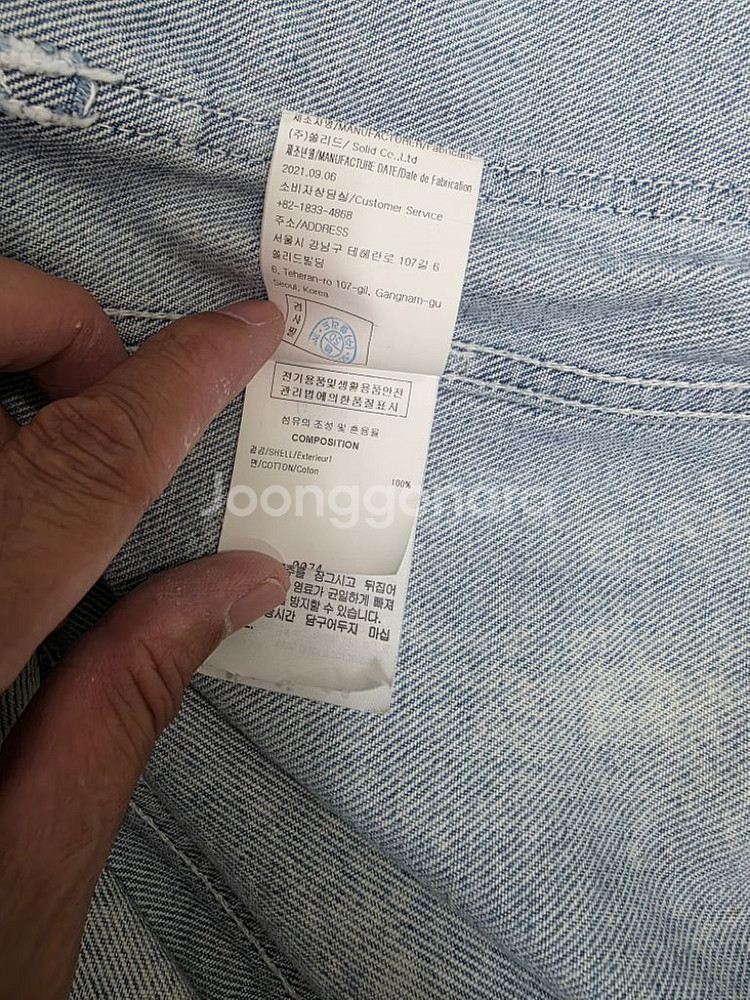 제조자명/MANUFACTURER/Fabricant
(주)쏠리드/ Solid Co.,Ltd
제조년월/MANUFACTURE DATE/Date de Fabrication
2021.09.06
소비자상담실/Customer Service
+82-1833-4868
주소/ADDRESS
서울시 강남구 테헤란로 107길 6
쏠리드빌딩
6, Teheran-ro 107-gil, Gangnam-gu
Seoul, Korea
검사필
전기용품및생활용품안전
관리법에의한품질표시
섬유의 조성 및 혼용율
COMPOSITION
겉감/SHELL/Exterieur1
면/COTTON/Coton
100%
Joonggonara
잠그시고 뒤집어
염료가 균일하게 빠져
방지할 수 있습니다.
담구어두지 마십